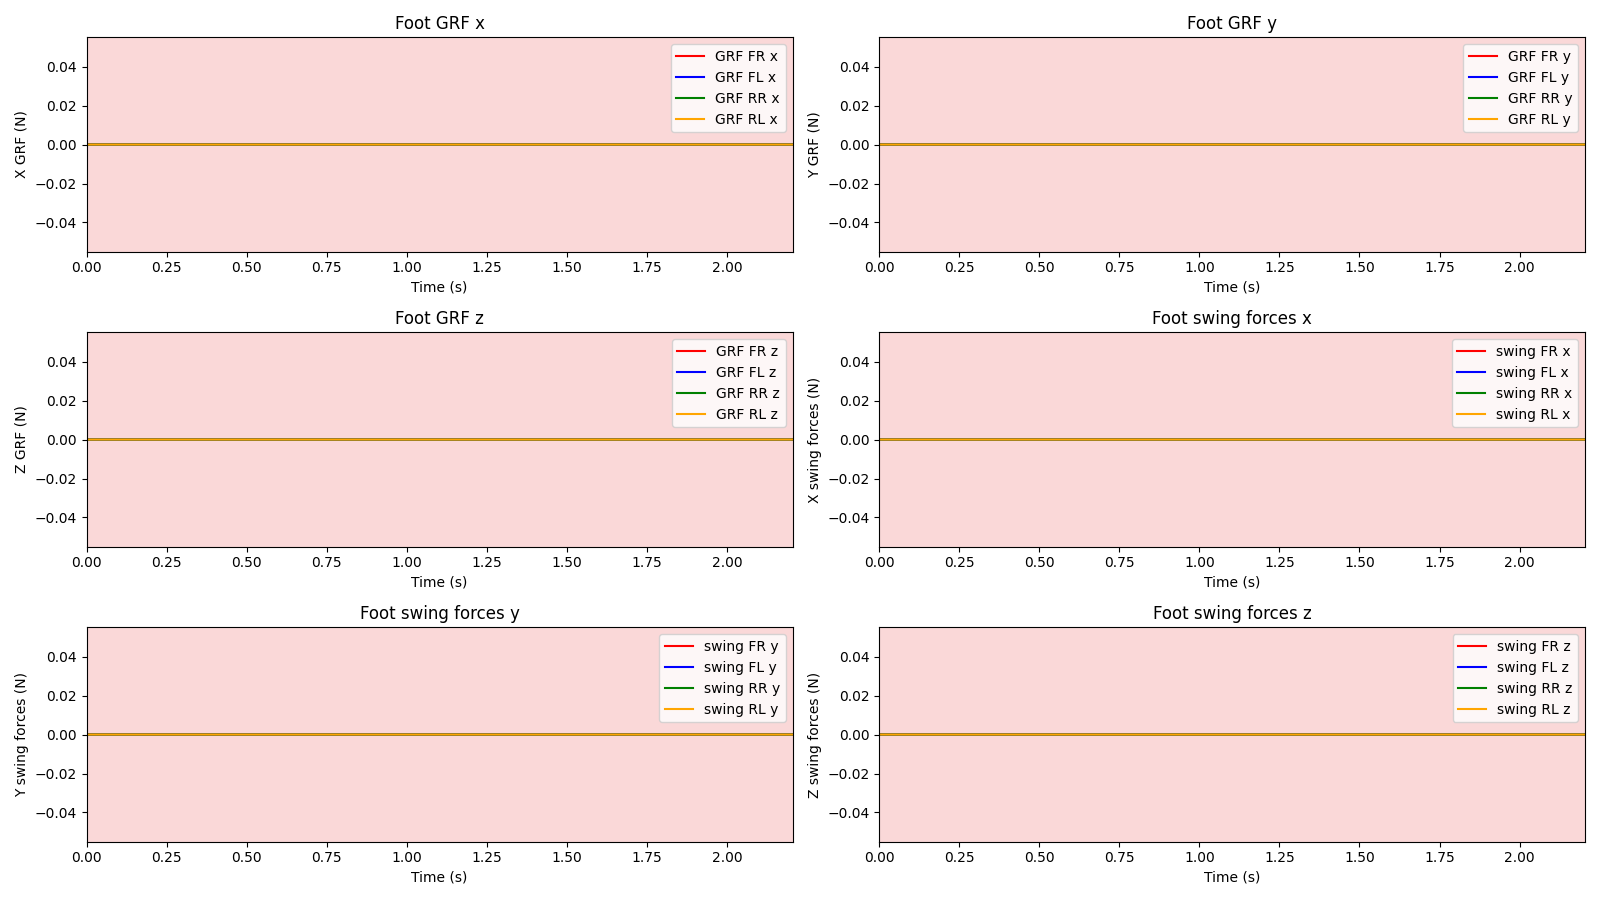 Foot GRF x
X GRF (N)
0.04
0.02
0.00
−0.02
−0.04
GRF FR x
GRF FL x
GRF RR x
GRF RL x
0.00 0.25 0.50 0.75 1.00 1.25 1.50 1.75 2.00
Time (s)
Foot GRF y
Y GRF (N)
0.04
0.02
0.00
−0.02
−0.04
GRF FR y
GRF FL y
GRF RR y
GRF RL y
0.00 0.25 0.50 0.75 1.00 1.25 1.50 1.75 2.00
Time (s)
Foot GRF z
Z GRF (N)
0.04
0.02
0.00
−0.02
−0.04
GRF FR z
GRF FL z
GRF RR z
GRF RL z
0.00 0.25 0.50 0.75 1.00 1.25 1.50 1.75 2.00
Time (s)
Foot swing forces x
X swing forces (N)
0.04
0.02
0.00
−0.02
−0.04
swing FR x
swing FL x
swing RR x
swing RL x
0.00 0.25 0.50 0.75 1.00 1.25 1.50 1.75 2.00
Time (s)
Foot swing forces y
Y swing forces (N)
0.04
0.02
0.00
−0.02
−0.04
swing FR y
swing FL y
swing RR y
swing RL y
0.00 0.25 0.50 0.75 1.00 1.25 1.50 1.75 2.00
Time (s)
Foot swing forces z
Z swing forces (N)
0.04
0.02
0.00
−0.02
−0.04
swing FR z
swing FL z
swing RR z
swing RL z
0.00 0.25 0.50 0.75 1.00 1.25 1.50 1.75 2.00
Time (s)